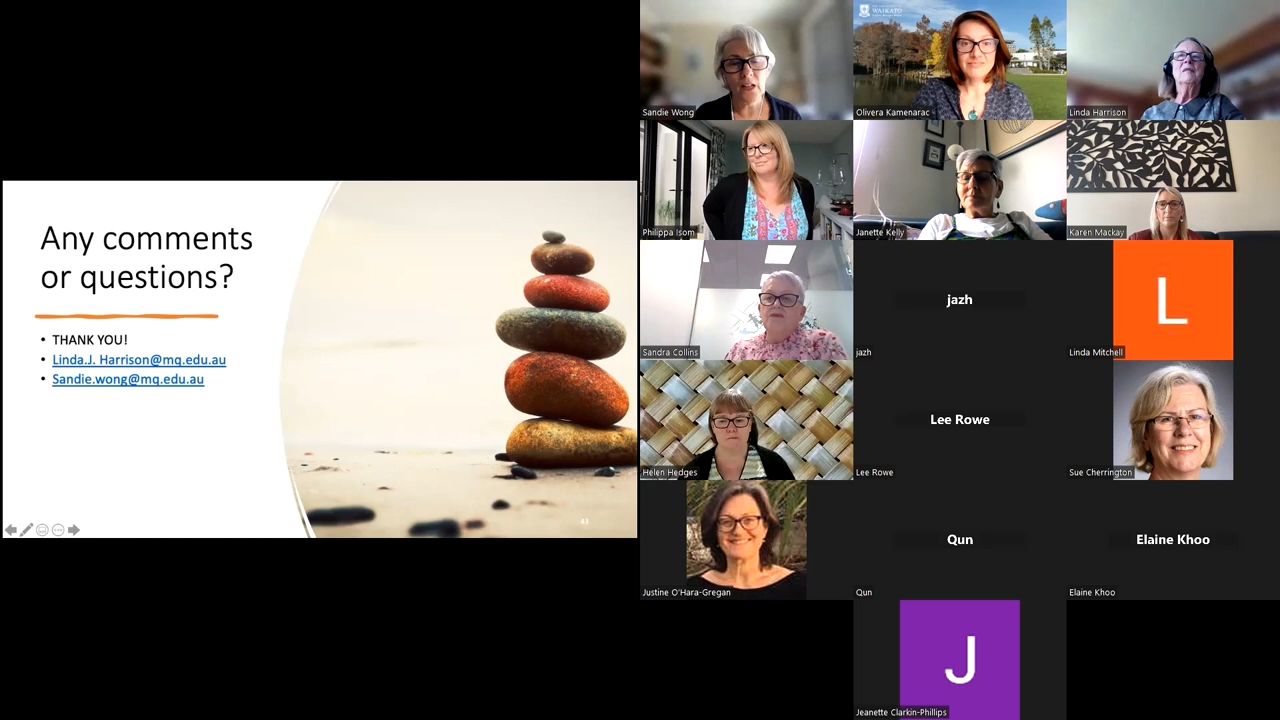 Any comments
or questions?
• THANK YOU!
• Linda.J. Harrison@mq.edu.au
• Sandie.wong@mq.edu.au
41
WAIKATO
Sandie Wong
Olivera Kamenarac
Linda Harrison
Philippa Isom
Janette Kelly
Karen Mackay
Sandra Collins
jazh
jazh
L
Linda Mitchell
Helen Hedges
Lee Rowe
Lee Rowe
Sue Cherrington
Justine O'Hara-Gregan
Qun
Qun
Elaine Khoo
Elaine Khoo
J
Jeanette Clarkin-Phillips